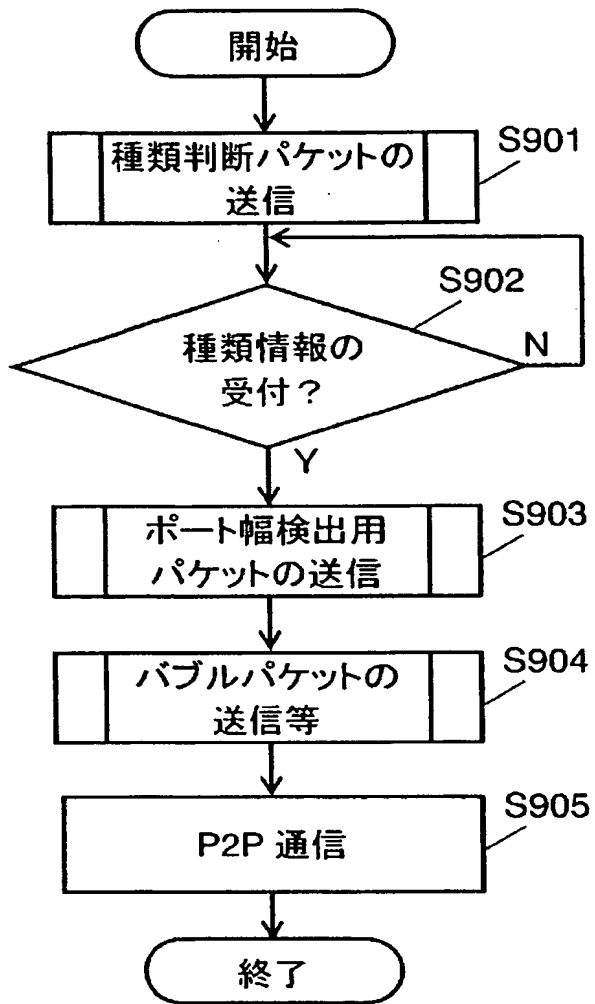 開始
種類判断パケットの
送信
S901
S902
種類情報の
受付？
N
Y
ポート幅検出用
パケットの送信
S903
バブルパケットの
送信等
S904
P2P 通信
S905
終了